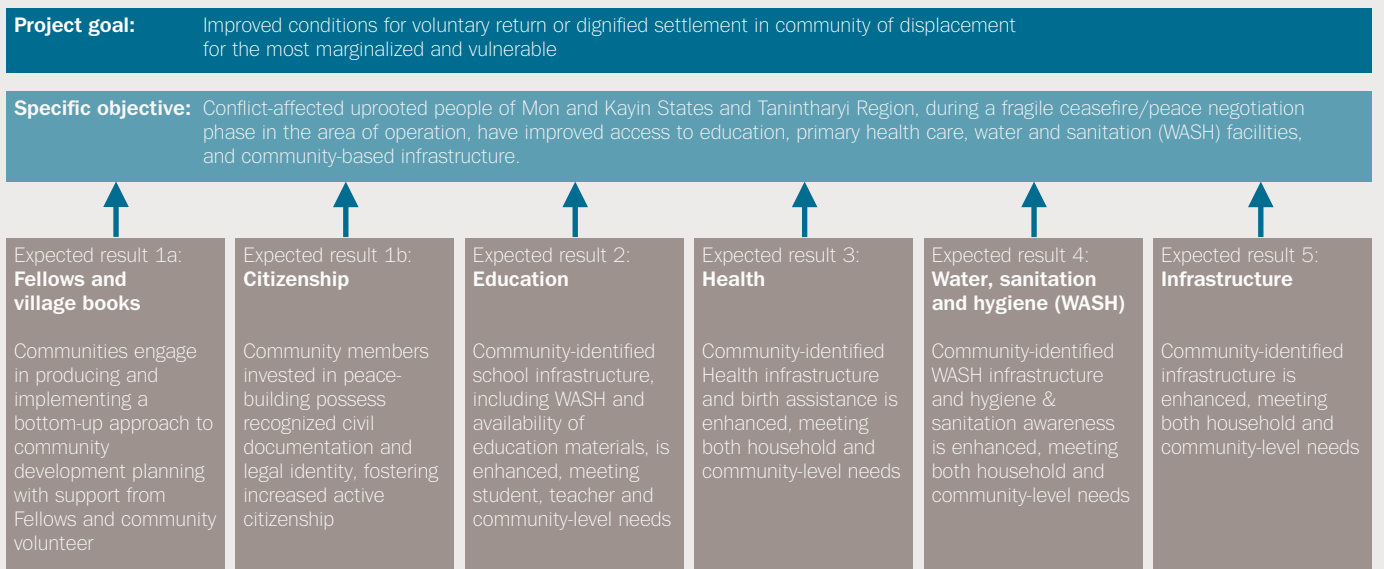 Project goal: Improved conditions for voluntary return or dignified settlement in community of displacement
for the most marginalized and vulnerable
Specific objective: Conflict-affected uprooted people of Mon and Kayin States and Tanintharyi Region, during a fragile ceasefire/peace negotiation
phase in the area of operation, have improved access to education, primary health care, water and sanitation (WASH) facilities,
and community-based infrastructure.
Expected result 1a:
Fellows and
village books
Communities engage
in producing and
implementing a
bottom-up approach to
community
development planning
with support from
Fellows and community
volunteer
Expected result 1b:
Citizenship
Community members
invested in peace-
building possess
recognized civil
documentation and
legal identity, fostering
increased active
citizenship
Expected result 2:
Education
Community-identified
school infrastructure,
including WASH and
availability of
education materials, is
enhanced, meeting
student, teacher and
community-level needs
Expected result 3:
Health
Community-identified
Health infrastructure
and birth assistance is
enhanced, meeting
both household and
community-level needs
Expected result 4:
Water, sanitation
and hygiene (WASH)
Community-identified
WASH infrastructure
and hygiene &
sanitation awareness
is enhanced, meeting
both household and
community-level needs
Expected result 5:
Infrastructure
Community-identified
infrastructure is
enhanced, meeting
both household and
community-level needs